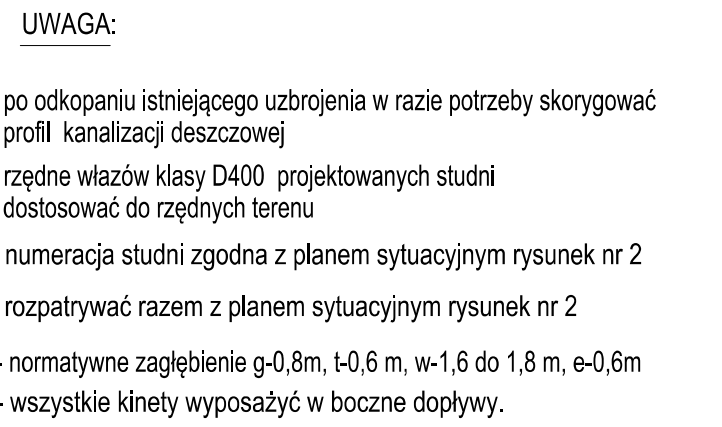 UWAGA:
po odkopaniu istniejącego uzbrojenia w razie potrzeby skorygować
profil kanalizacji deszczowej
rzędne włazów klasy D400 projektowanych studni
dostosować do rzędnych terenu
numeracja studni zgodna z planem sytuacyjnym rysunek nr 2
rozpatrywać razem z planem sytuacyjnym rysunek nr 2
- normatywne zagłębienie g-0,8m, t-0,6 m, w-1,6 do 1,8 m, e-0,6m
- wszystkie kinety wyposażyć w boczne dopływy.